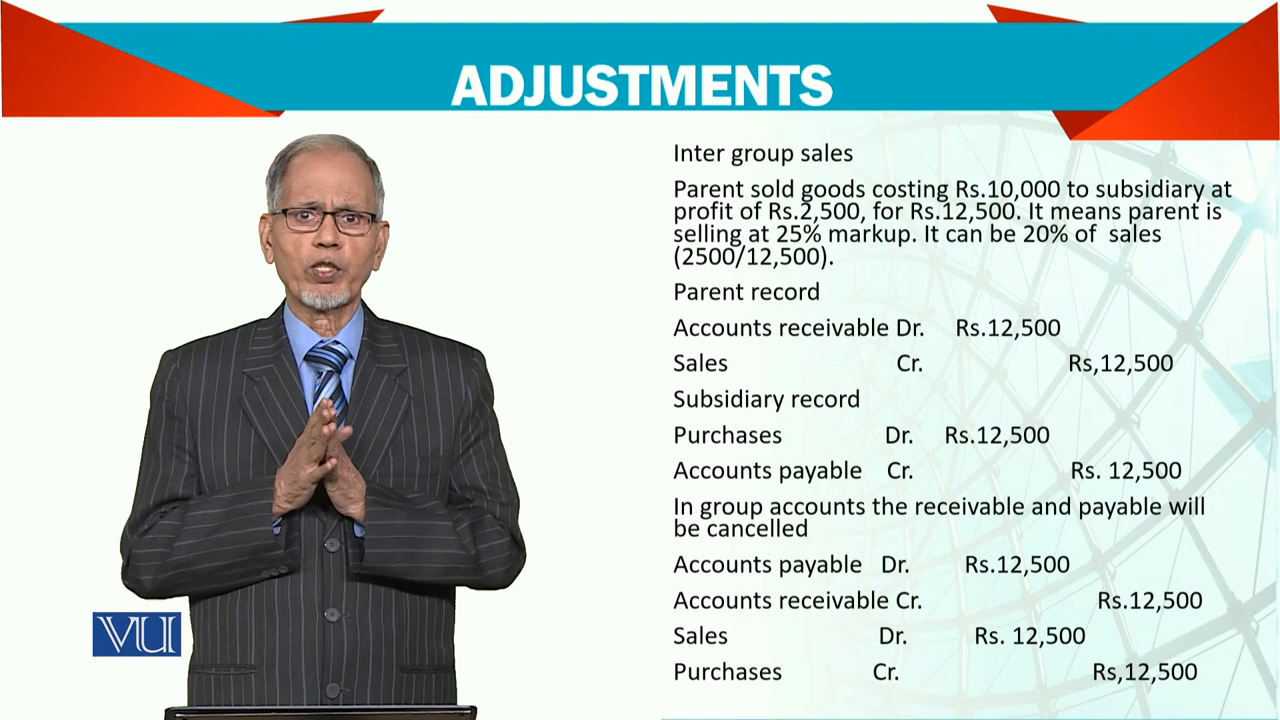 ADJUSTMENTS
Inter group sales
Parent sold goods costing Rs.10,000 to subsidiary at
profit of Rs.2,500, for Rs.12,500. It means parent is
selling at 25% markup. It can be 20% of sales
(2500/12,500).
Parent record
Accounts receivable Dr. Rs.12,500
Sales Cr. Rs,12,500
Subsidiary record
Purchases Dr. Rs.12,500
Accounts payable Cr. Rs. 12,500
In group accounts the receivable and payable will
be cancelled
Accounts payable Dr. Rs.12,500
Accounts receivable Cr. Rs.12,500
Sales Dr. Rs. 12,500
Purchases Cr. Rs,12,500
VU